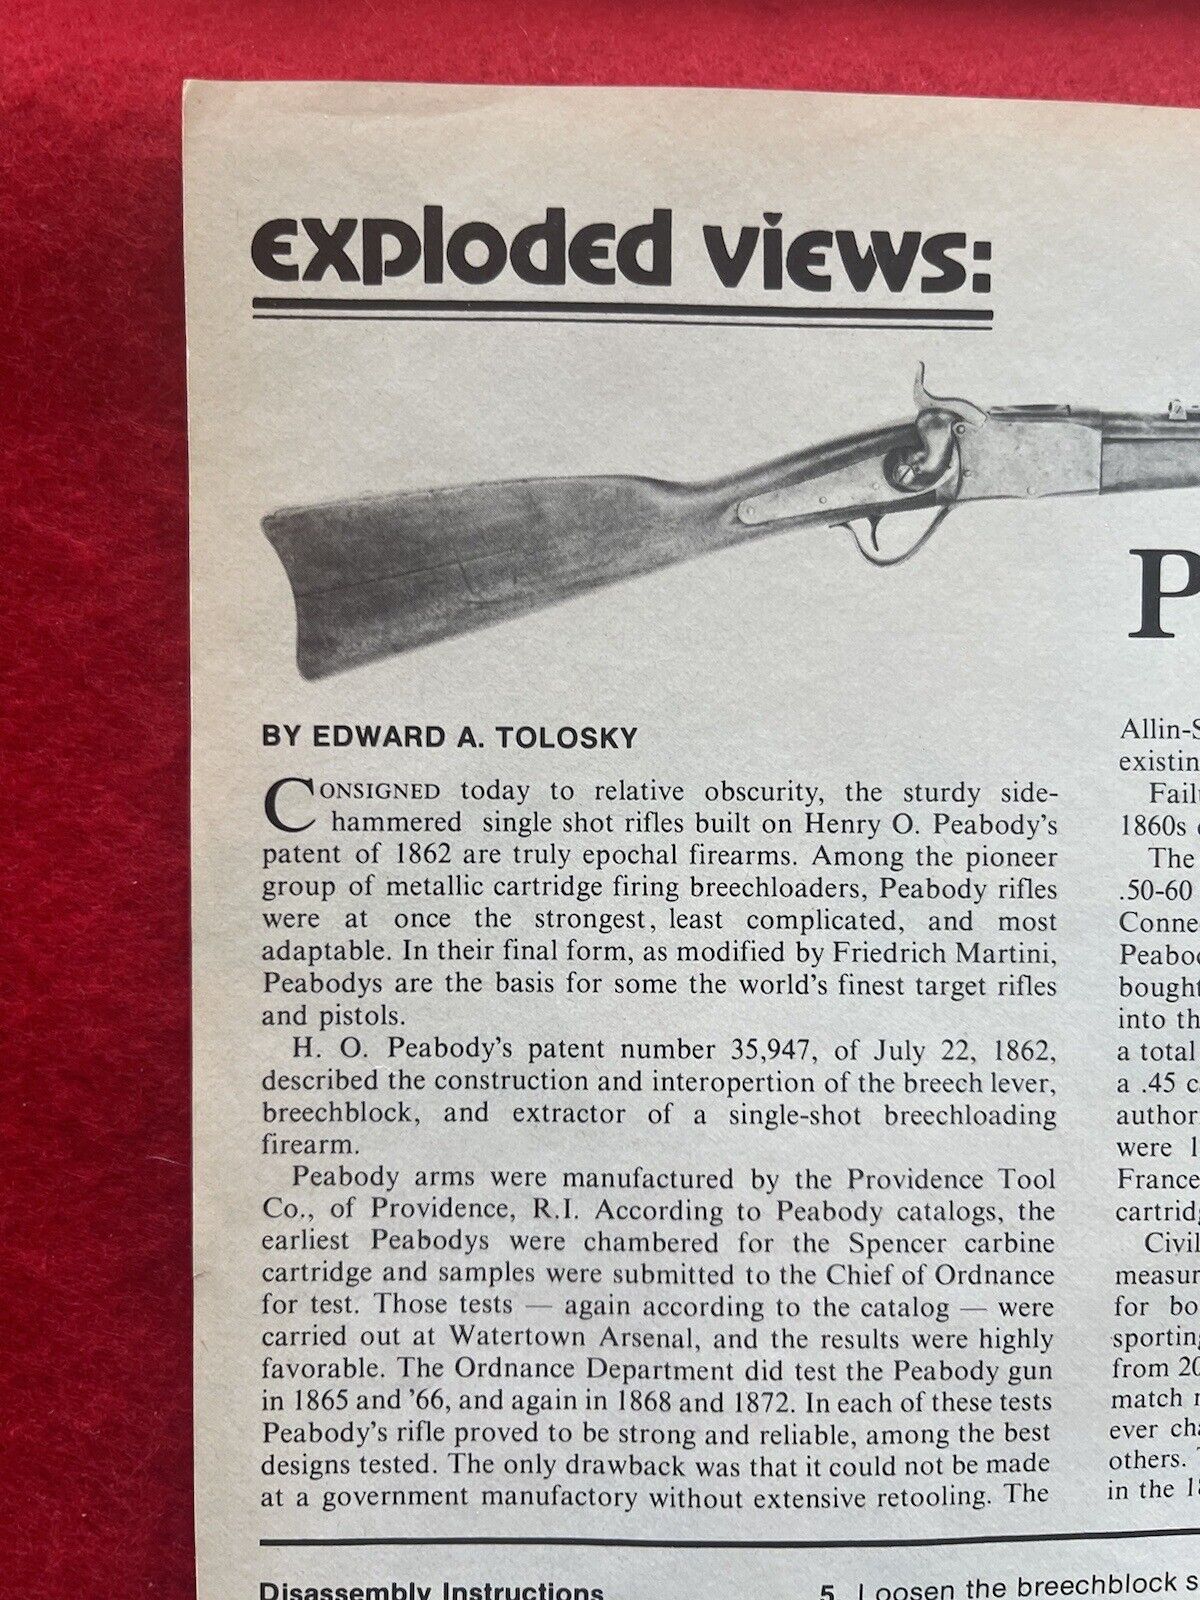 exploded views:
P
BY EDWARD A. TOLOSKY
CONSIGNED today to relative obscurity, the sturdy side-
hammered single shot rifles built on Henry O. Peabody's
patent of 1862 are truly epochal firearms. Among the pioneer
group of metallic cartridge firing breechloaders, Peabody rifles
were at once the strongest, least complicated, and most
adaptable. In their final form, as modified by Friedrich Martini,
Peabodys are the basis for some the world's finest target rifles
and pistols.
H. O. Peabody's patent number 35,947, of July 22, 1862,
described the construction and interopertion of the breech lever,
breechblock, and extractor of a single-shot breechloading
firearm.
Peabody arms were manufactured by the Providence Tool
Co., of Providence, R.I. According to Peabody catalogs, the
earliest Peabodys were chambered for the Spencer carbine
cartridge and samples were submitted to the Chief of Ordnance
for test. Those tests — again according to the catalog — were
carried out at Watertown Arsenal, and the results were highly
favorable. The Ordnance Department did test the Peabody gun
in 1865 and '66, and again in 1868 and 1872. In each of these tests
Peabody's rifle proved to be strong and reliable, among the best
designs tested. The only drawback was that it could not be made
at a government manufactory without extensive retooling. The
Allin-S
existin
Failu
1860s
The
.50-60
Connec
Peabod
bought
into th
a total
a .45 c
author
were 1
France
cartridg
Civil
measur
for bo
sporting
from 20
match r
ever cha
others.
in the 18
Disassembly Instructions
5. Loosen the breechblock s